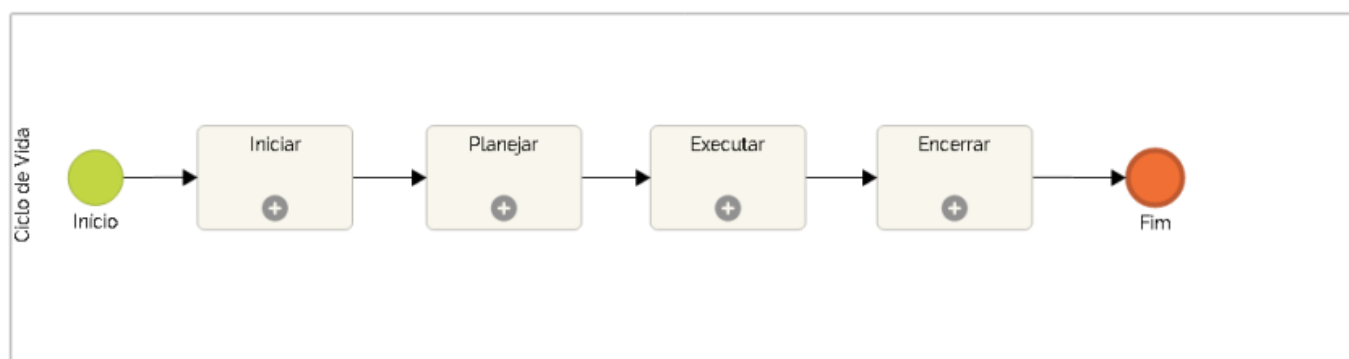 Ciclo de Vida
Início
Iniciar
Planejar
Executar
Encerrar
Fim